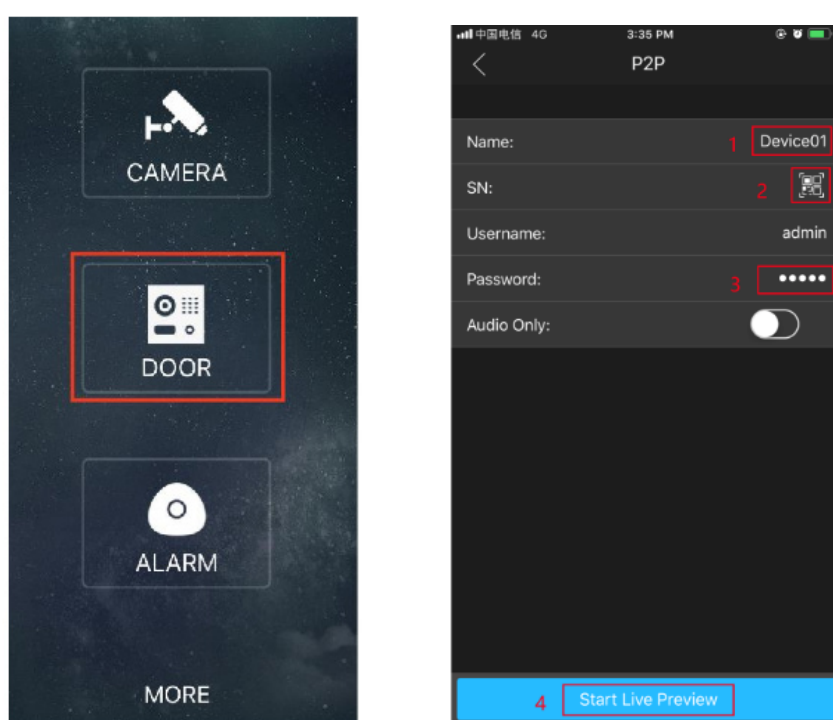 CAMERA
DOOR
ALARM
MORE
中国电信 4G 3:35 PM
P2P
Name: 1 Device01
SN: 2
Username: admin
Password: 3 •••••
Audio Only:
4 Start Live Preview